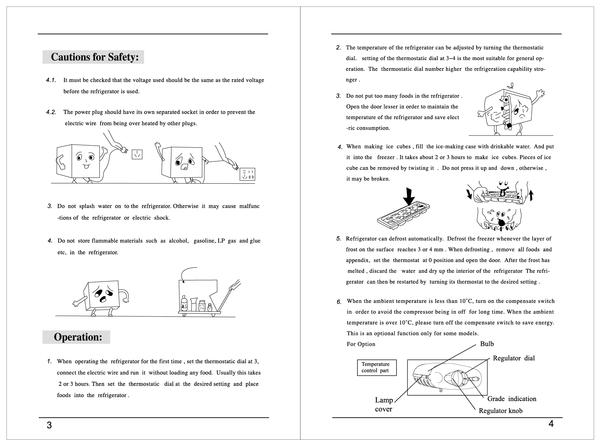 Cautions for Safety:
4.1. It must be checked that the voltage used should be the same as the rated voltage
before the refrigerator is used.
4.2. The power plug should have its own separated socket in order to prevent the
electric wire from being over heated by other plugs.
3. Do not splash water on to the refrigerator. Otherwise it may cause malfunc
-tions of the refrigerator or electric shock.
4. Do not store flammable materials such as alcohol, gasoline, LP gas and glue
etc, in the refrigerator.
Operation:
1. When operating the refrigerator for the first time , set the thermostatic dial at 3,
connect the electric wire and run it without loading any food. Usually this takes
2 or 3 hours. Then set the thermostatic dial at the desired setting and place
foods into the refrigerator .
3
2. The temperature of the refrigerator can be adjusted by turning the thermostatic
dial. setting of the thermostatic dial at 3~4 is the most suitable for general op-
eration. The thermostatic dial number higher the refrigeration capability stro-
nger .
3. Do not put too many foods in the refrigerator .
Open the door lesser in order to maintain the
temperature of the refrigerator and save elect
-ric consumption.
4. When making ice cubes , fill the ice-making case with drinkable water. And put
it into the freezer . It takes about 2 or 3 hours to make ice cubes. Pieces of ice
cube can be removed by twisting it . Do not press it up and down , otherwise ,
it may be broken.
5. Refrigerator can defrost automatically. Defrost the freezer whenever the layer of
frost on the surface reaches 3 or 4 mm . When defrosting , remove all foods and
appendix, set the thermostat at 0 position and open the door. After the frost has
melted , discard the water and dry up the interior of the refrigerator The refri-
gerator can then be restarted by turning its thermostat to the desired setting .
6. When the ambient temperature is less than 10°C, turn on the compensate switch
in order to avoid the compressor being in off for long time. When the ambient
temperature is over 10°C, please turn off the compensate switch to save energy.
This is an optional function only for some models.
For Option
Bulb
Regulator dial
Temperature
control part
Lamp
cover
Grade indication
Regulator knob
4